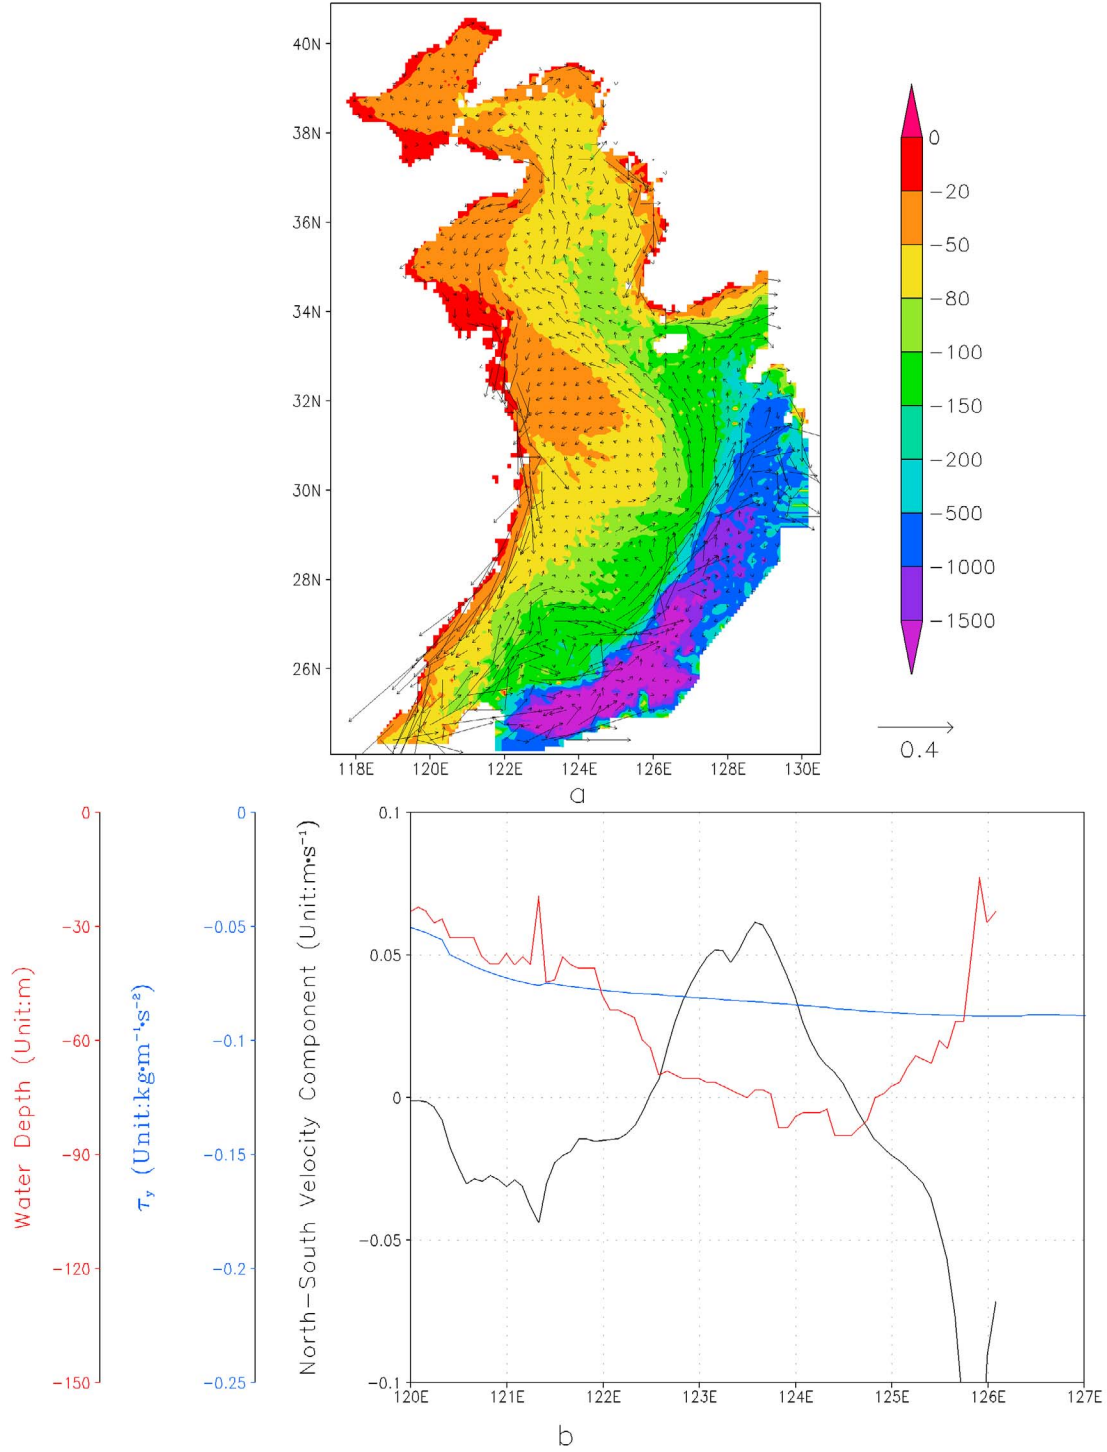 40N
38N
36N
34N
32N
30N
28N
26N
118E 120E 122E 124E 126E 128E 130E
a
0
-20
-50
-80
-100
-150
-200
-500
-1000
-1500
0.4
Water Depth (Unit:m)
0
-30
-60
-90
-120
-150
τy (Unit:kg•m⁻¹•s⁻²)
0
-0.05
-0.1
-0.15
-0.2
-0.25
North-South Velocity Component (Unit:m•s⁻¹)
0.1
0.05
0
-0.05
-0.1
120E 121E 122E 123E 124E 125E 126E 127E
b